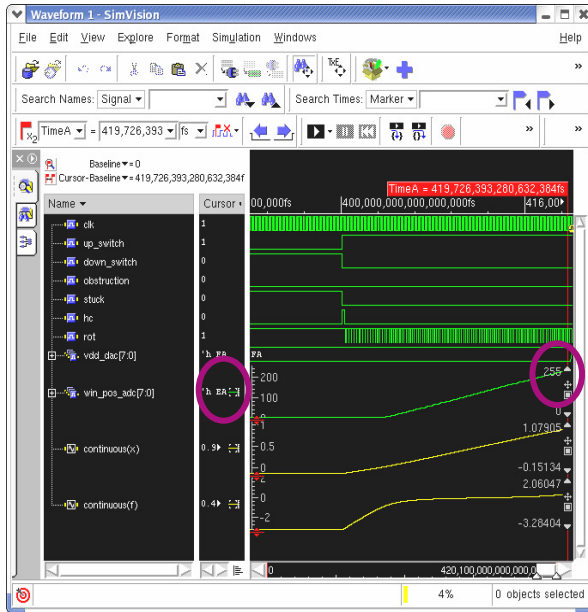 Waveform 1 - SimVision
File Edit View Explore Format Simulation Windows Help
Search Names: Signal Search Times: Marker
TimeA = 419,726,393 fs
Baseline = 0
Cursor-Baseline = 419,726,393,280,632,384f
TimeA = 419,726,393,280,632,384fs
Name Cursor 00,000fs 400,000,000,000,000fs 416,00
clk 1
up_switch 1
down_switch 0
obstruction 0
stuck 0
hc 0
rot 1
vdd_dac[7:0] 'h FA FA
win_pos_adc[7:0] 'h EA 200 100 255 0
continuous(x) 0.9 1 0.5 0 1.07905 -0.15134
continuous(f) 0.4 2 0 -2 2.06047 -3.28404
0 420,100,000,000,000,0
4% 0 objects selected